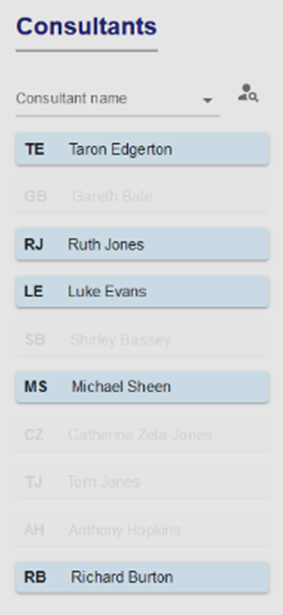 Consultants
Consultant name
TE Taron Edgerton
GB Gareth Bale
RJ Ruth Jones
LE Luke Evans
SB Shirley Bassey
MS Michael Sheen
CZ Catherine Zeta-Jones
TJ Tom Jones
AH Anthony Hopkins
RB Richard Burton